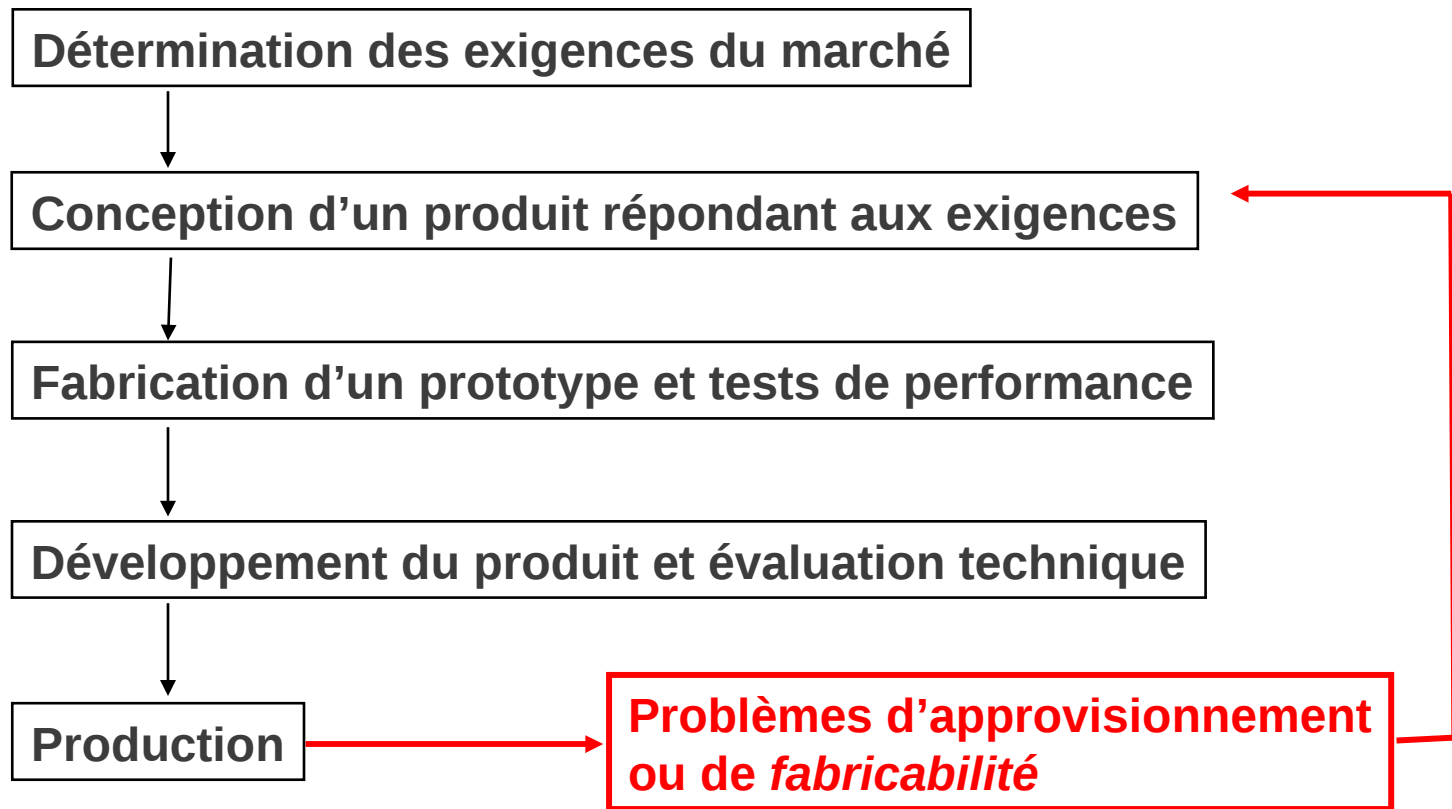 Détermination des exigences du marché
Conception d’un produit répondant aux exigences
Fabrication d’un prototype et tests de performance
Développement du produit et évaluation technique
Production
Problèmes d’approvisionnement
ou de fabricabilité